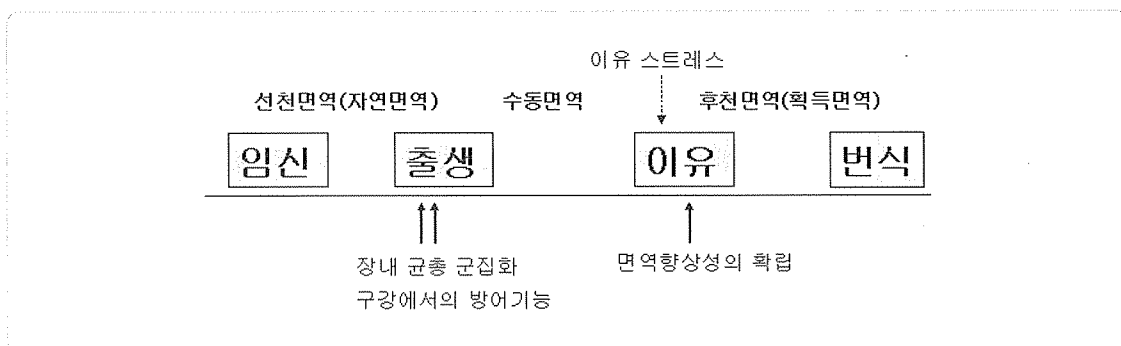 이유 스트레스
선천면역(자연면역) 수동면역 후천면역(획득면역)
임신 출생 이유 번식
장내 균총 군집화 면역항상성의 확립
구강에서의 방어기능